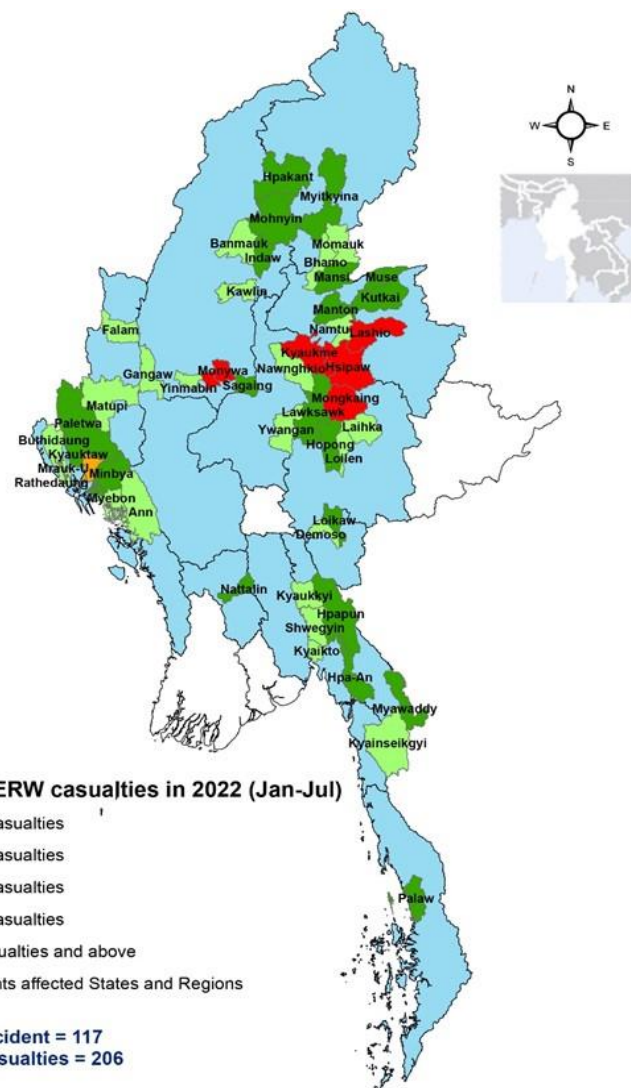 N
W E
S
Hpakant
Myitkyina
Mohnyin
Banmauk
Momauk
Indaw
Bhamo
Mansi
Muse
Kawlin
Kutkai
Manton
Namtu
Lashio
Falam
Kyaukme
Gangaw
Monywa
Nawnghkio
Hsipaw
Yinmabin
Sagaing
Matupi
Mongkaing
Paletwa
Lawksawk
Ywangan
Laihka
Buthidaung
Hopong
Kyauktaw
Loilen
Mrauk-U
Minbya
Rathedaung
Myebon
Ann
Loikaw
Demoso
Nattalin
Kyaukkyi
Hpapun
Shwegyin
Kyaikto
Hpa-An
Myawaddy
Kyainseikgyi
ERW casualties in 2022 (Jan-Jul)
asualties
asualties
asualties
asualties
ualties and above
nts affected States and Regions
Palaw
cident = 117
sualties = 206